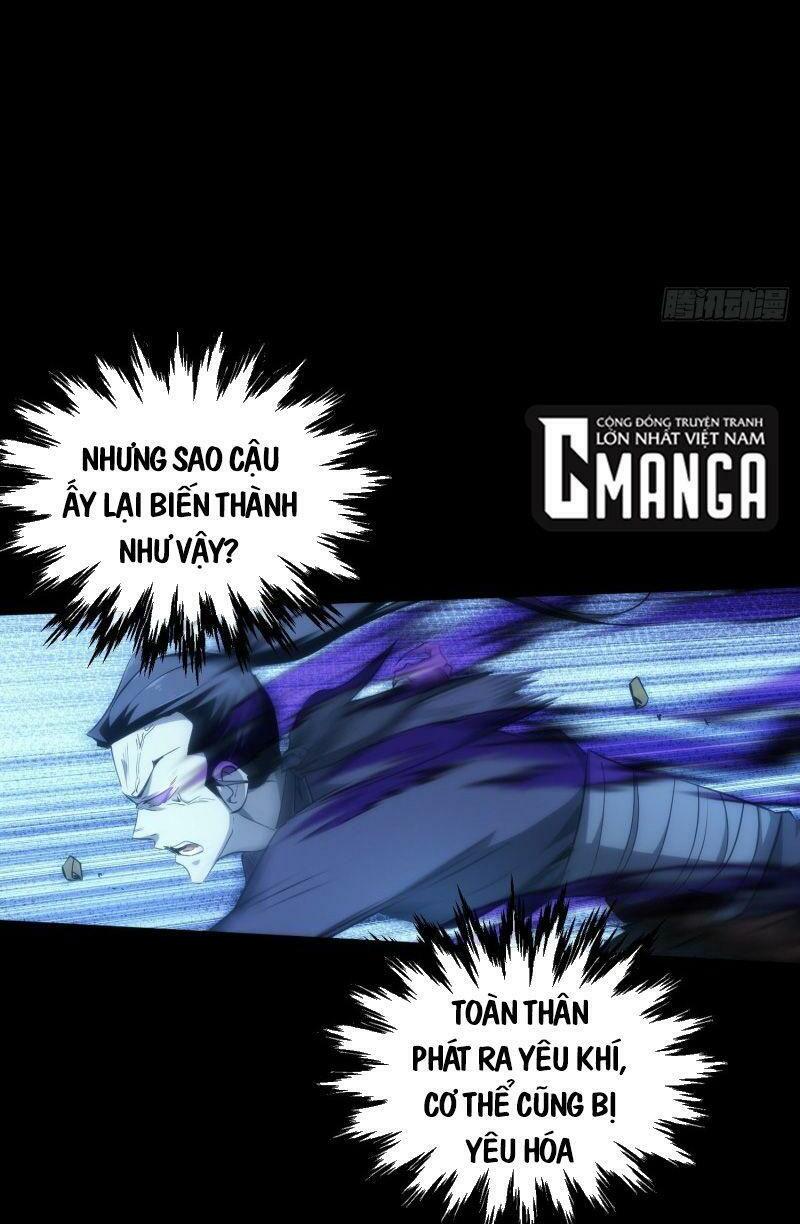 腾讯动漫
CỘNG ĐỒNG TRUYỆN TRANH
LỚN NHẤT VIỆT NAM
CMANGA
NHƯNG SAO CẬU
ẤY LẠI BIẾN THÀNH
NHƯ VẬY?
TOÀN THÂN
PHÁT RA YÊU KHÍ,
CƠ THỂ CŨNG BỊ
YÊU HÓA